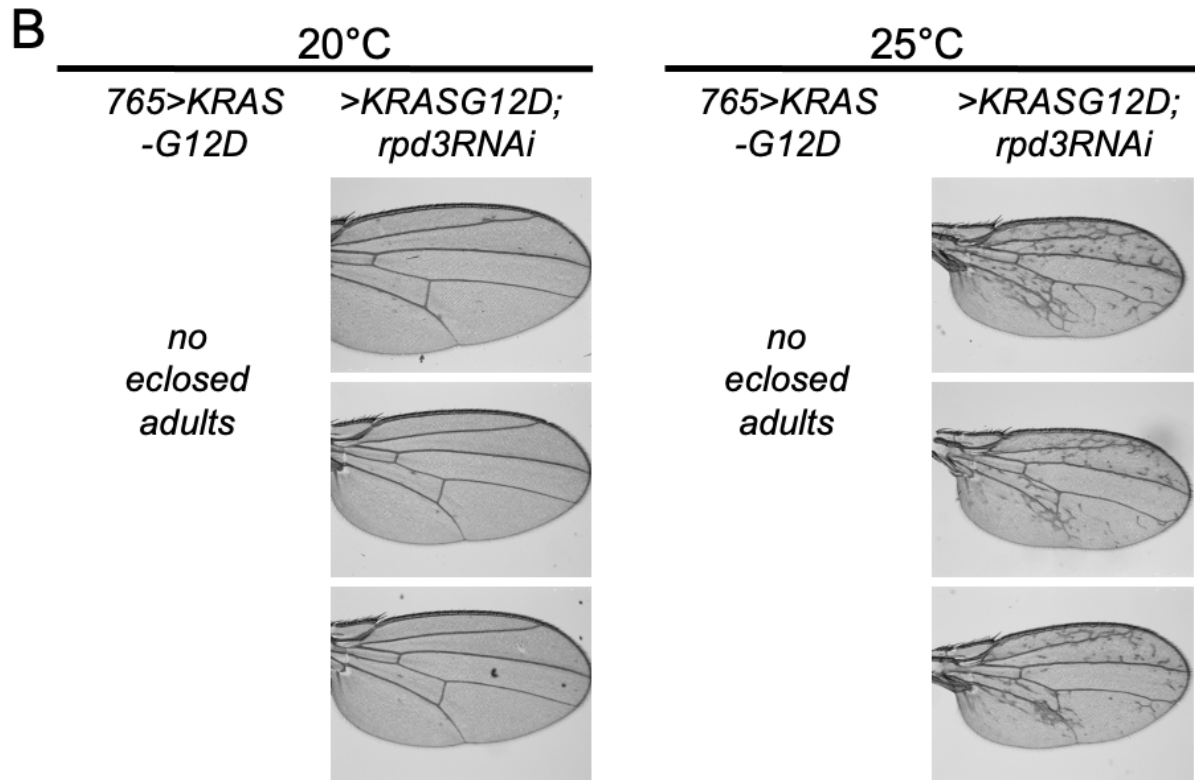 B
20°C
765>KRAS
-G12D
>KRASG12D;
rpd3RNAi
no
eclosed
adults
25°C
765>KRAS
-G12D
>KRASG12D;
rpd3RNAi
no
eclosed
adults